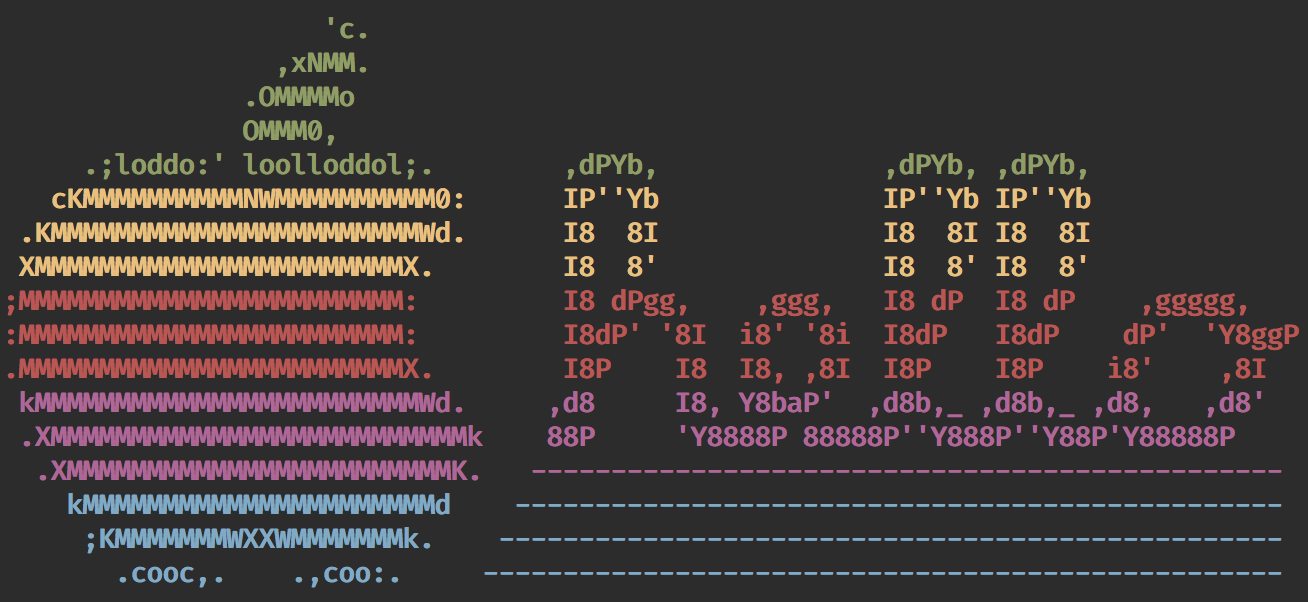 'c.
,xNMM.
.OMMMMo
OMMM0,
.;loddo:' loolloddol;.      ,dPYb,              ,dPYb, ,dPYb,
cKMMMMMMMMMMNWMMMMMMMMMM0:      IP''Yb              IP''Yb IP''Yb
.KMMMMMMMMMMMMMMMMMMMMMMMWd.      I8  8I              I8  8I I8  8I
XMMMMMMMMMMMMMMMMMMMMMMMX.        I8  8'              I8  8' I8  8'
;MMMMMMMMMMMMMMMMMMMMMMMM:         I8 dPgg,    ,ggg,   I8 dP  I8 dP    ,ggggg,
:MMMMMMMMMMMMMMMMMMMMMMMM:         I8dP' '8I  i8' '8i  I8dP   I8dP    dP'  'Y8ggP
.MMMMMMMMMMMMMMMMMMMMMMMMX.        I8P    I8  I8, ,8I  I8P    I8P    i8'    ,8I
kMMMMMMMMMMMMMMMMMMMMMMMMWd.     ,d8     I8, Y8baP'  ,d8b,_ ,d8b,_ ,d8,   ,d8'
.XMMMMMMMMMMMMMMMMMMMMMMMMMMk    88P     'Y8888P 88888P''Y888P''Y88P'Y88888P
.XMMMMMMMMMMMMMMMMMMMMMMMMK.   -----------------------------------------------
kMMMMMMMMMMMMMMMMMMMMMMd    ------------------------------------------------
;KMMMMMMMWXXWMMMMMMMk.    -------------------------------------------------
.cooc,.    .,coo:.     --------------------------------------------------